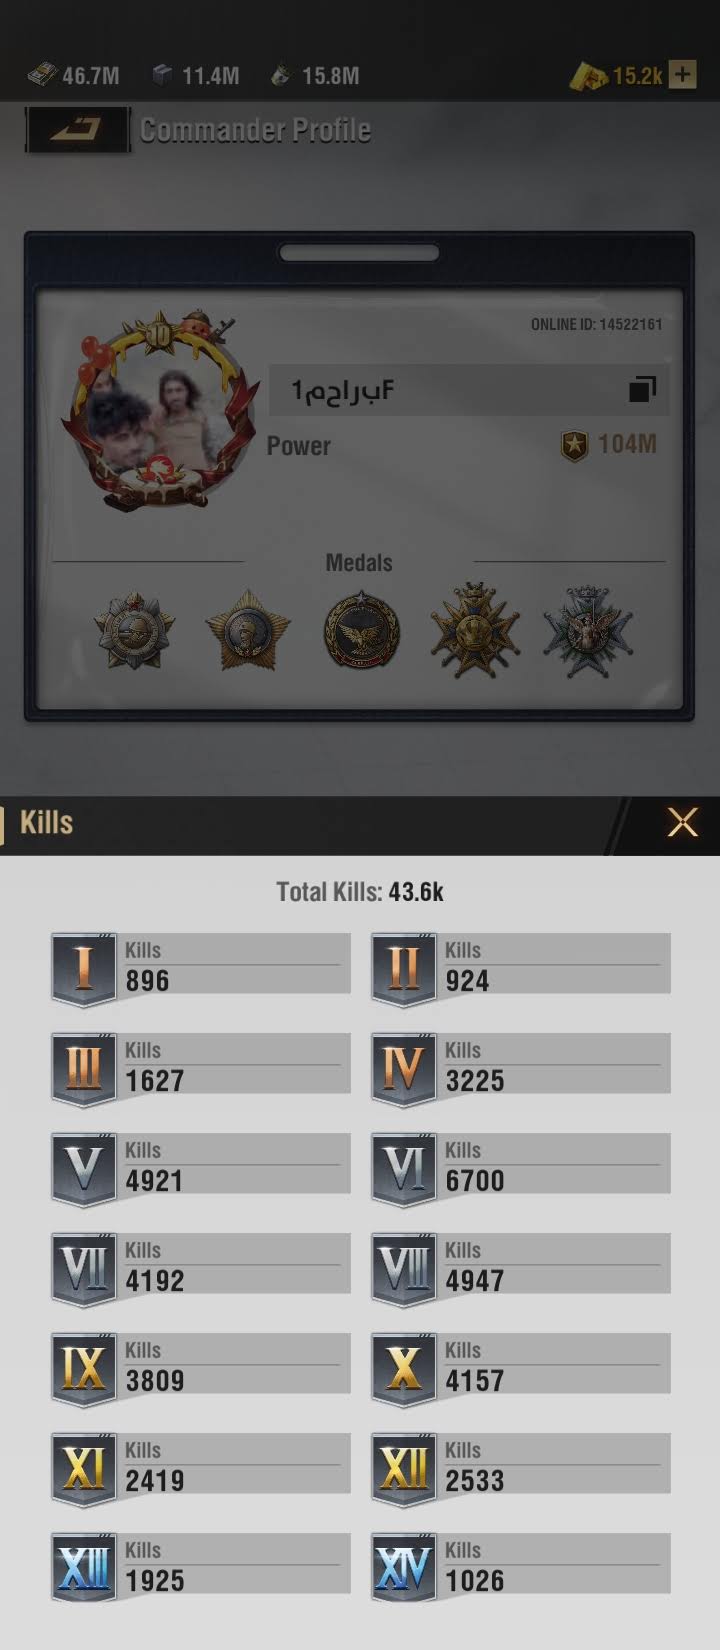 46.7M 11.4M 15.8M 15.2k +
Commander Profile
10
ONLINE ID: 14522161
1ﻡﺣﺍﺭﺏF
Power 104M
Medals
Kills
Total Kills: 43.6k
I Kills 896
II Kills 924
III Kills 1627
IV Kills 3225
V Kills 4921
VI Kills 6700
VII Kills 4192
VIII Kills 4947
IX Kills 3809
X Kills 4157
XI Kills 2419
XII Kills 2533
XIII Kills 1925
XIV Kills 1026